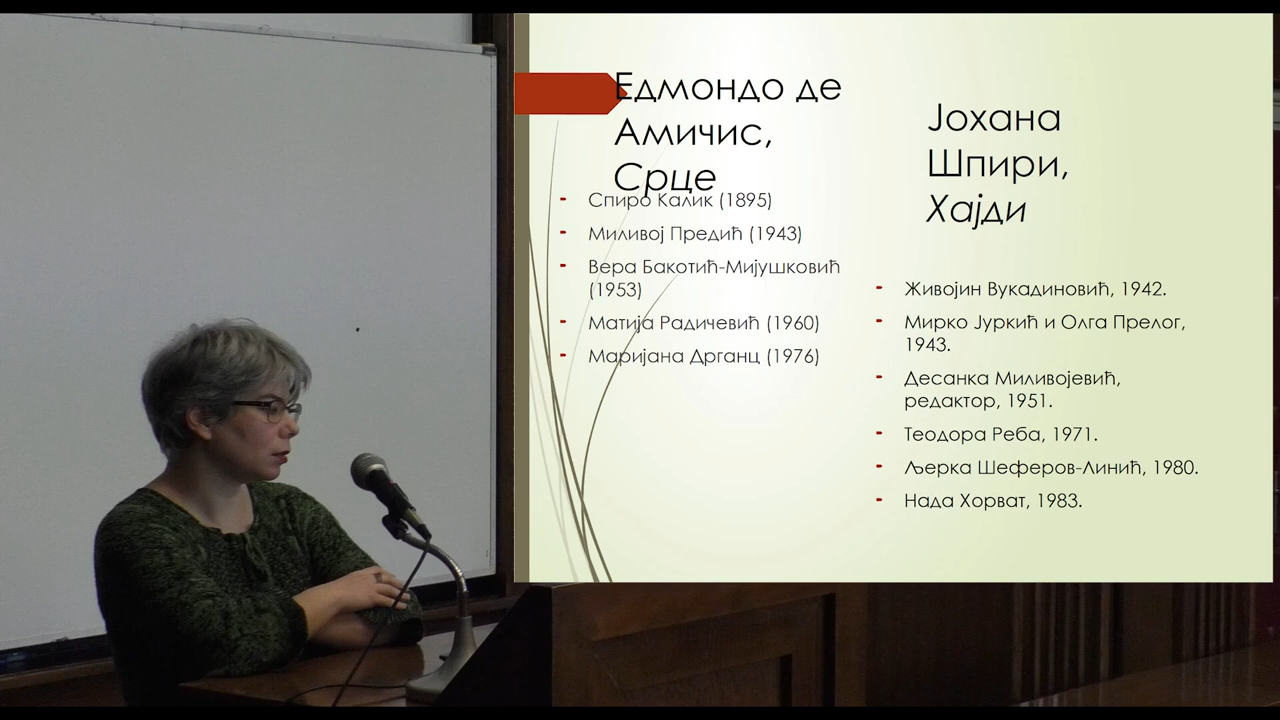 Едмондо де
Амичис,
Срце
- Спиро Калик (1895)
- Миливој Предић (1943)
- Вера Бакотић-Мијушковић
(1953)
- Матија Радичевић (1960)
- Маријана Дрганц (1976)
Јохана
Шпири,
Хајди
- Живојин Вукадиновић, 1942.
- Мирко Јуркић и Олга Прелог,
1943.
- Десанка Миливојевић,
редактор, 1951.
- Теодора Реба, 1971.
- Љерка Шеферов-Линић, 1980.
- Нада Хорват, 1983.